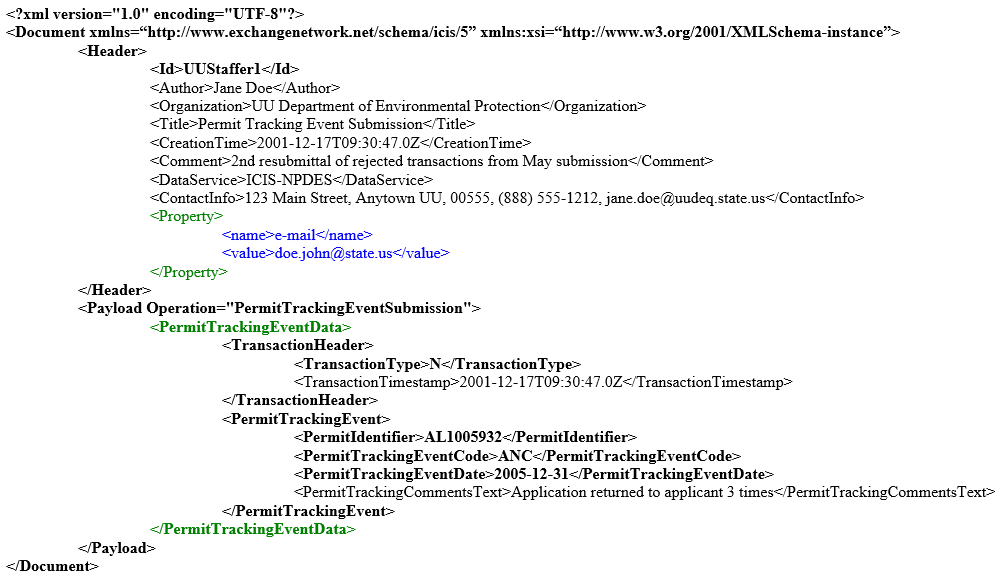 <?xml version="1.0" encoding="UTF-8"?>
<Document xmlns=“http://www.exchangenetwork.net/schema/icis/5” xmlns:xsi=“http://www.w3.org/2001/XMLSchema-instance”>
<Header>
<Id>UUStaffer1</Id>
<Author>Jane Doe</Author>
<Organization>UU Department of Environmental Protection</Organization>
<Title>Permit Tracking Event Submission</Title>
<CreationTime>2001-12-17T09:30:47.0Z</CreationTime>
<Comment>2nd resubmittal of rejected transactions from May submission</Comment>
<DataService>ICIS-NPDES</DataService>
<ContactInfo>123 Main Street, Anytown UU, 00555, (888) 555-1212, jane.doe@uudeq.state.us</ContactInfo>
<Property>
<name>e-mail</name>
<value>doe.john@state.us</value>
</Property>
</Header>
<Payload Operation="PermitTrackingEventSubmission">
<PermitTrackingEventData>
<TransactionHeader>
<TransactionType>N</TransactionType>
<TransactionTimestamp>2001-12-17T09:30:47.0Z</TransactionTimestamp>
</TransactionHeader>
<PermitTrackingEvent>
<PermitIdentifier>AL1005932</PermitIdentifier>
<PermitTrackingEventCode>ANC</PermitTrackingEventCode>
<PermitTrackingEventDate>2005-12-31</PermitTrackingEventDate>
<PermitTrackingCommentsText>Application returned to applicant 3 times</PermitTrackingCommentsText>
</PermitTrackingEvent>
</PermitTrackingEventData>
</Payload>
</Document>